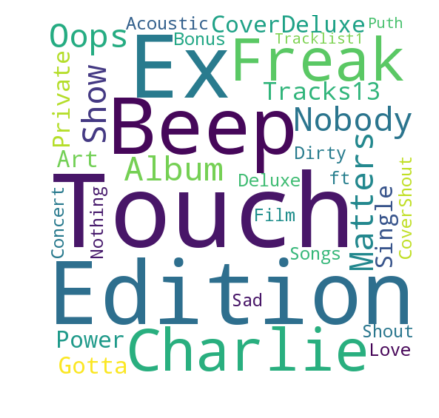 Acoustic CoverDeluxe Puth
Oops Bonus Tracklist1
Private Show Ex Freak
Tracks13
Beep Nobody
Art Album Dirty
Deluxe ft Matters Single CoverShout
Concert Nothing Touch Film
Songs
Edition Sad
Power Charlie Shout
Gotta Love